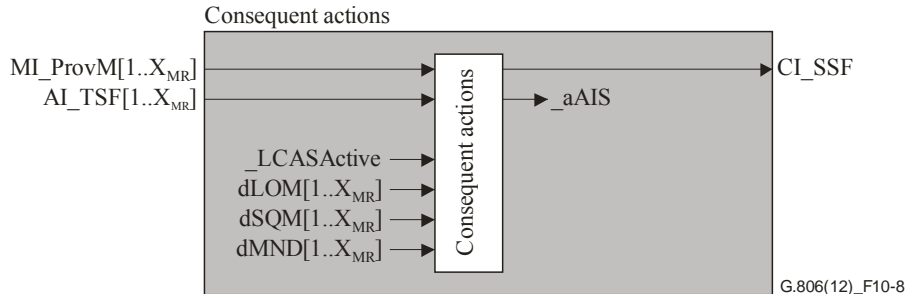 Consequent actions
MI_ProvM[1..X_MR]
CI_SSF
AI_TSF[1..X_MR]
_aAIS
Consequent actions
_LCASActive
dLOM[1..X_MR]
dSQM[1..X_MR]
dMND[1..X_MR]
G.806(12)_F10-8